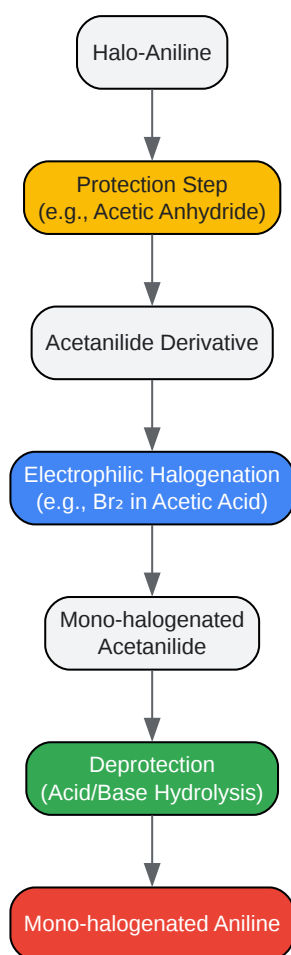 Halo-Aniline
Protection Step
(e.g., Acetic Anhydride)
Acetanilide Derivative
Electrophilic Halogenation
(e.g., Br₂ in Acetic Acid)
Mono-halogenated
Acetanilide
Deprotection
(Acid/Base Hydrolysis)
Mono-halogenated Aniline